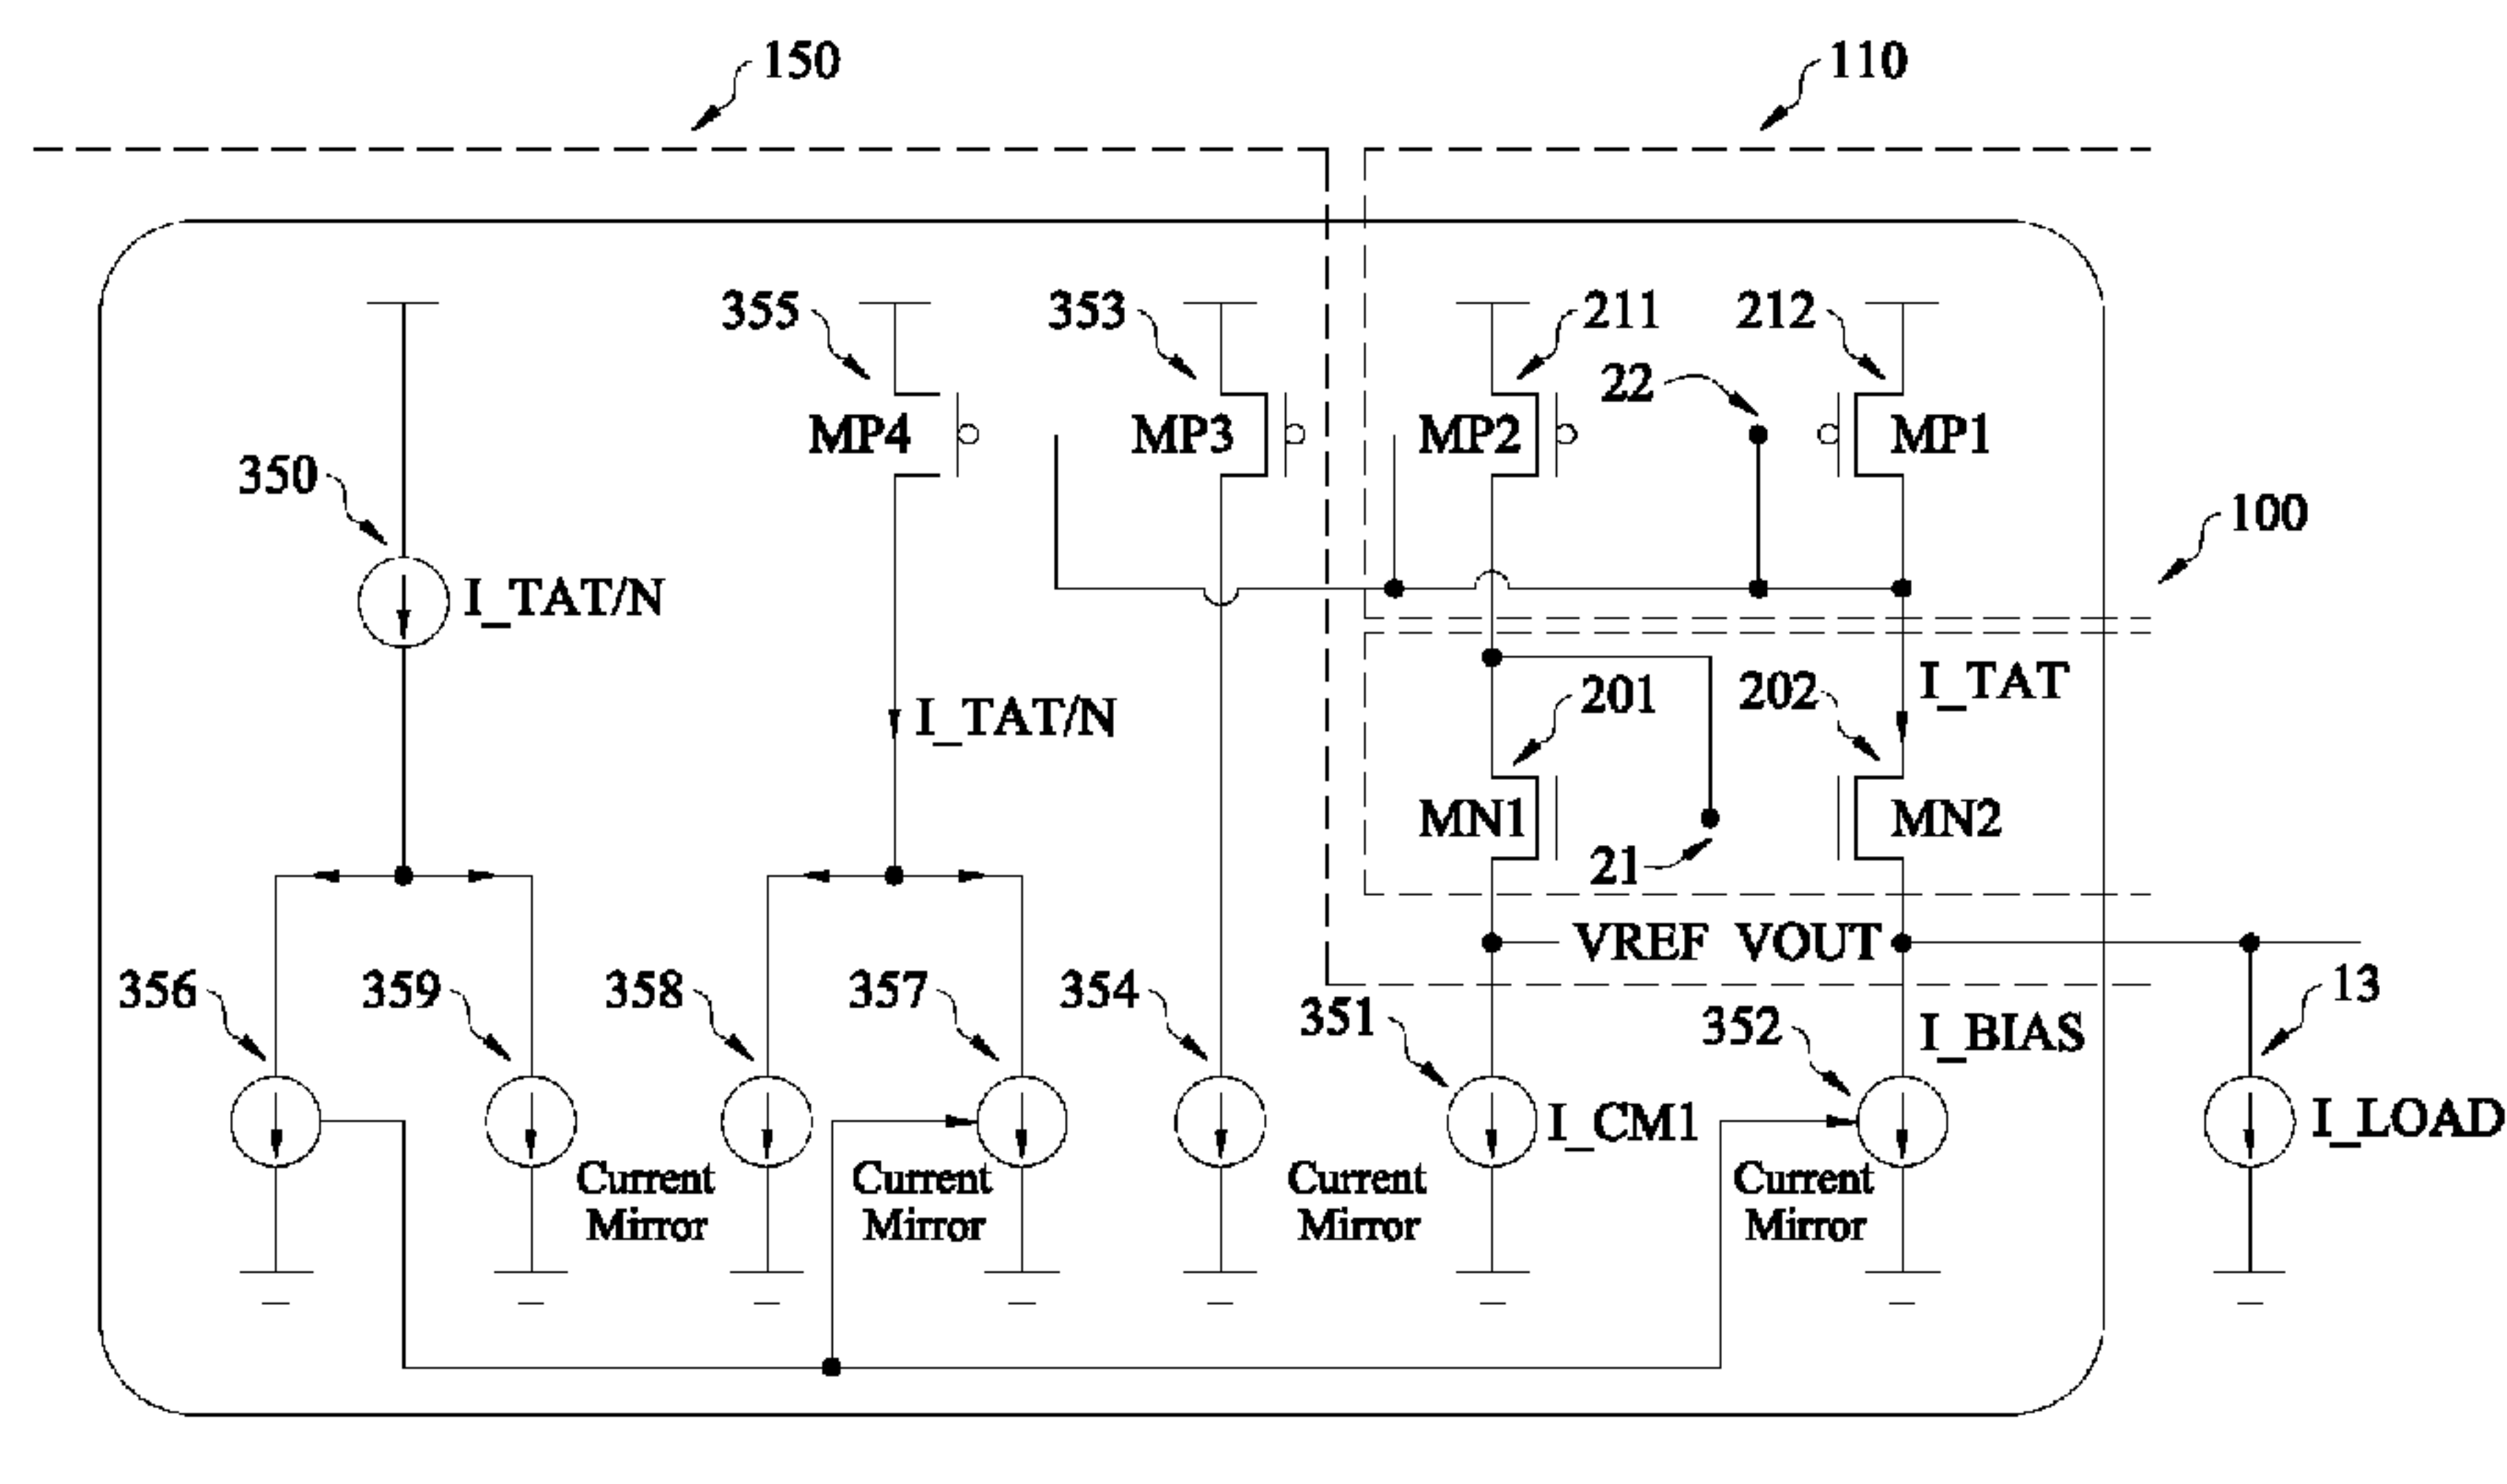 150
110
355
353
211
212
22
MP4
MP3
MP2
MP1
350
100
I_TAT/N
I_TAT/N
201
202
I_TAT
MN1
MN2
21
VREF
VOUT
356
359
358
357
354
351
352
I_BIAS
13
I_CM1
I_LOAD
Current
Mirror
Current
Mirror
Current
Mirror
Current
Mirror